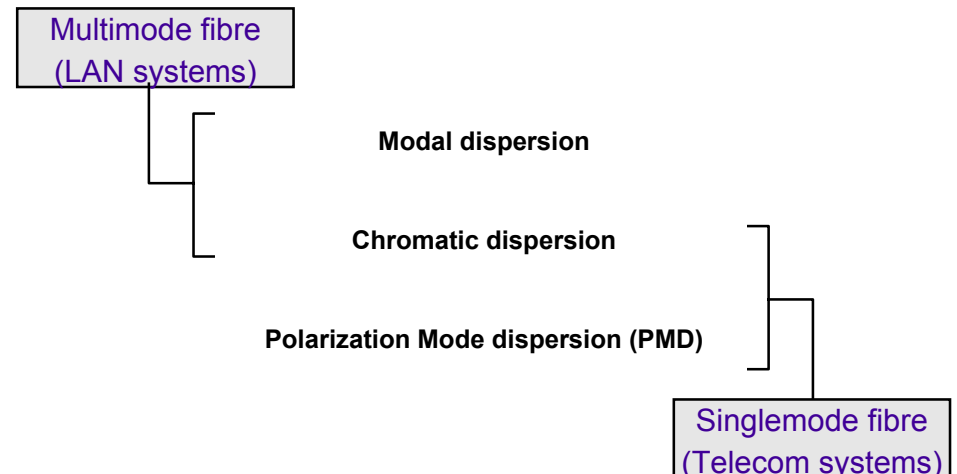 Multimode fibre
(LAN systems)
Modal dispersion
Chromatic dispersion
Polarization Mode dispersion (PMD)
Singlemode fibre
(Telecom systems)